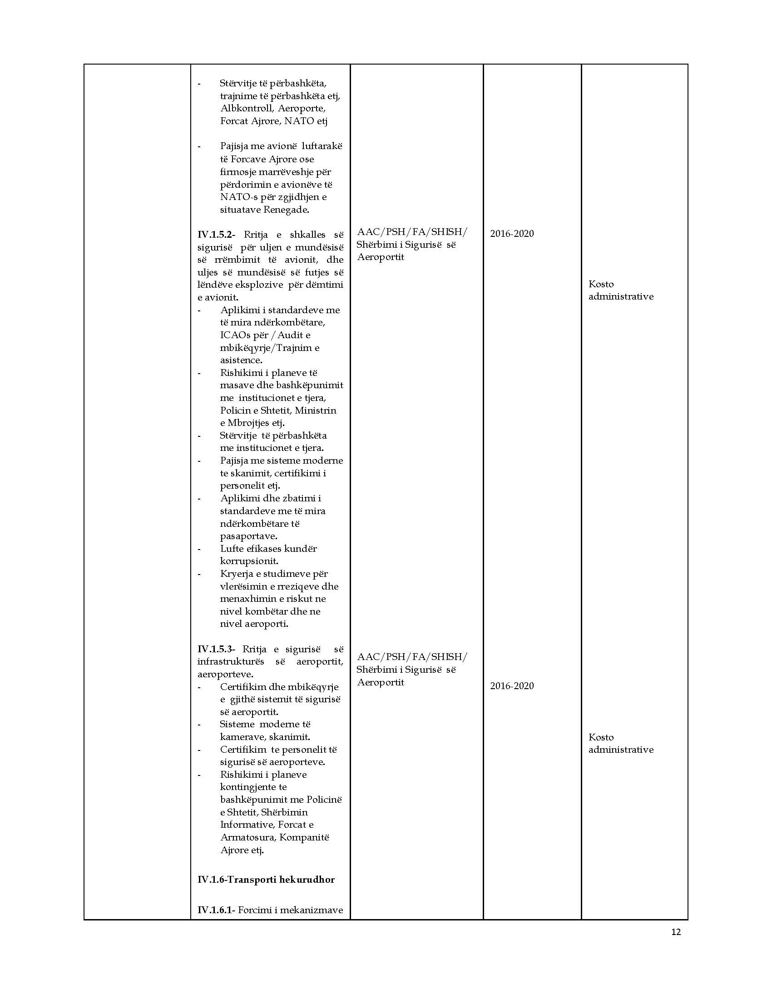 - Stërvitje të përbashkëta,
trajnime të përbashkëta etj,
Albkontroll, Aeroporte,
Forcat Ajrore, NATO etj
- Pajisja me avionë luftarakë
të Forcave Ajrore ose
firmosje marrëveshje për
përdorimin e avionëve të
NATO-s për zgjidhjen e
situatave Renegade.
IV.1.5.2- Rritja e shkalles së
sigurisë për uljen e mundësisë
së rrëmbimit të avionit, dhe
uljes së mundësisë së futjes së
lëndëve eksplozive për dëmtimi
e avionit.
- Aplikimi i standardeve me
të mira ndërkombëtare,
ICAOs për /Audit e
mbikëqyrje/Trajnim e
asistence.
- Rishikimi i planeve të
masave dhe bashkëpunimit
me institucionet e tjera,
Policin e Shtetit, Ministrin
e Mbrojtjes etj.
- Stërvitje të përbashkëta
me institucionet e tjera.
- Pajisja me sisteme moderne
te skanimit, certifikimi i
personelit etj.
- Aplikimi dhe zbatimi i
standardeve me të mira
ndërkombëtare të
pasaportave.
- Lufte efikases kundër
korrupsionit.
- Kryerja e studimeve për
vlerësimin e rreziqeve dhe
menaxhimin e riskut ne
nivel kombëtar dhe ne
nivel aeroporti.
AAC/PSH/FA/SHISH/
Shërbimi i Sigurisë së
Aeroportit
2016-2020
Kosto
administrative
IV.1.5.3- Rritja e sigurisë së
infrastrukturës së aeroportit,
aeroporteve.
- Certifikim dhe mbikëqyrje
e gjithë sistemit të sigurisë
së aeroportit.
- Sisteme moderne të
kamerave, skanimit.
- Certifikim te personelit të
sigurisë së aeroporteve.
- Rishikimi i planeve
kontingjente te
bashkëpunimit me Policinë
e Shtetit, Shërbimin
Informative, Forcat e
Armatosura, Kompanitë
Ajrore etj.
AAC/PSH/FA/SHISH/
Shërbimi i Sigurisë së
Aeroportit
2016-2020
Kosto
administrative
IV.1.6-Transporti hekurudhor
IV.1.6.1- Forcimi i mekanizmave
12